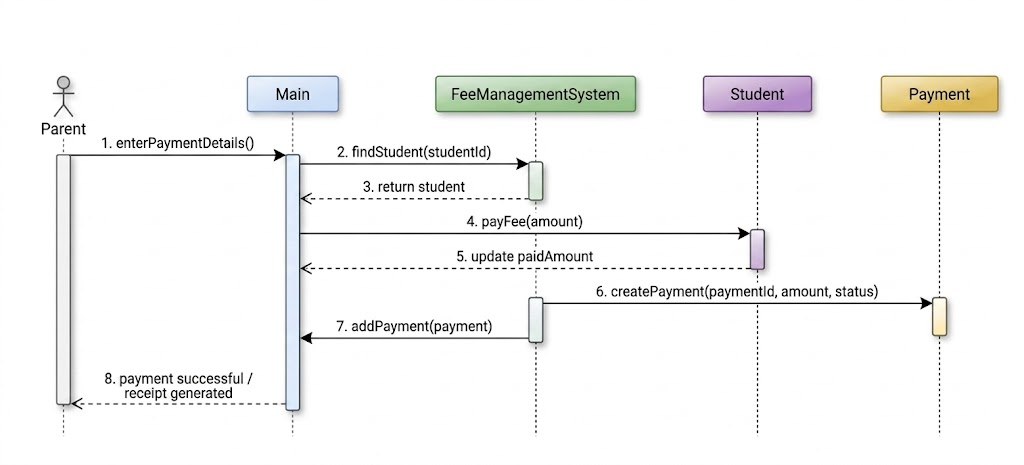 Main
FeeManagementSystem
Student
Payment
Parent
1. enterPaymentDetails()
2. findStudent(studentId)
3. return student
4. payFee(amount)
5. update paidAmount
6. createPayment(paymentId, amount, status)
7. addPayment(payment)
8. payment successful /
receipt generated